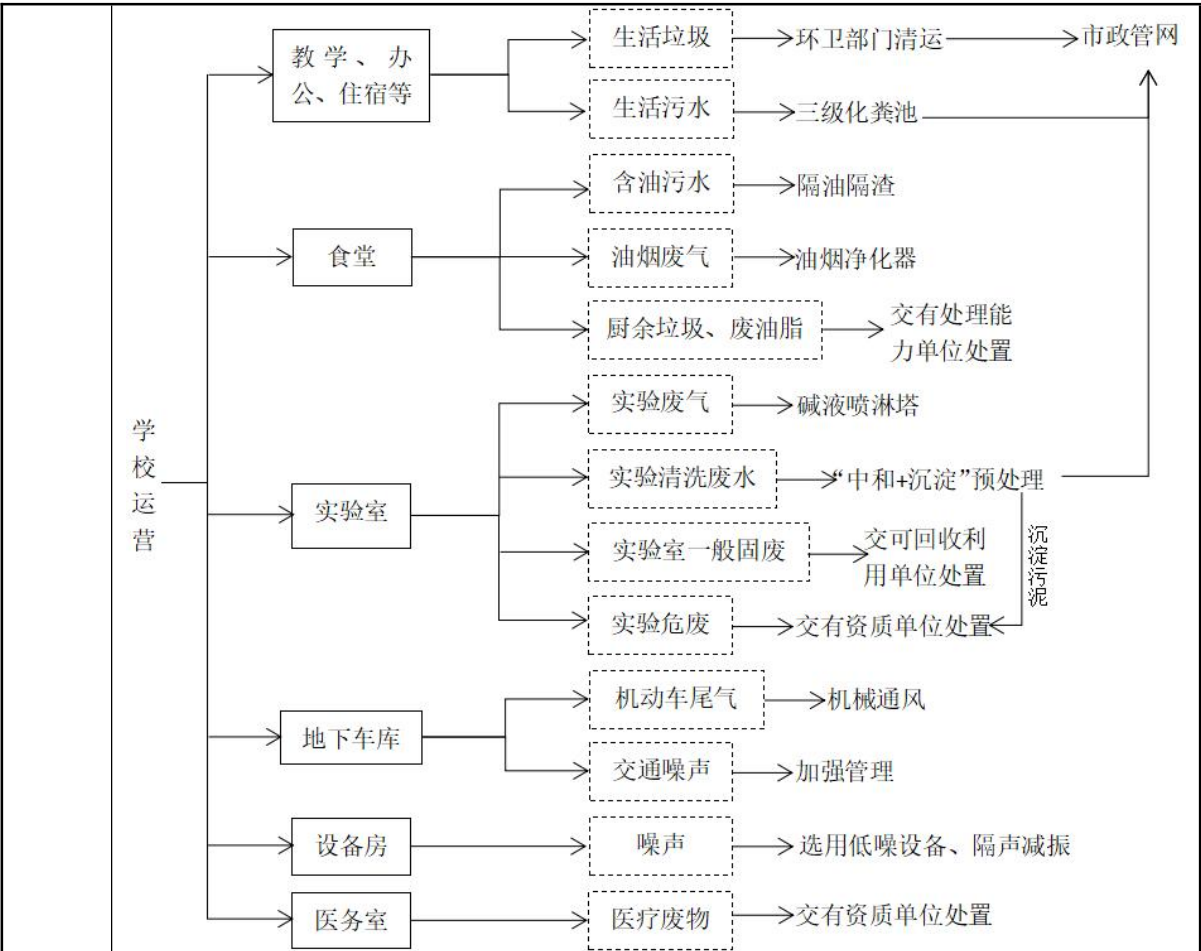 学校运营
教学、办
公、住宿等
生活垃圾
环卫部门清运
市政管网
生活污水
三级化粪池
食堂
含油污水
隔油隔渣
油烟废气
油烟净化器
厨余垃圾、废油脂
交有处理能
力单位处置
实验室
实验废气
碱液喷淋塔
实验清洗废水
“中和+沉淀”预处理
沉淀污泥
实验室一般固废
交可回收利
用单位处置
实验危废
交有资质单位处置
地下车库
机动车尾气
机械通风
交通噪声
加强管理
设备房
噪声
选用低噪设备、隔声减振
医务室
医疗废物
交有资质单位处置